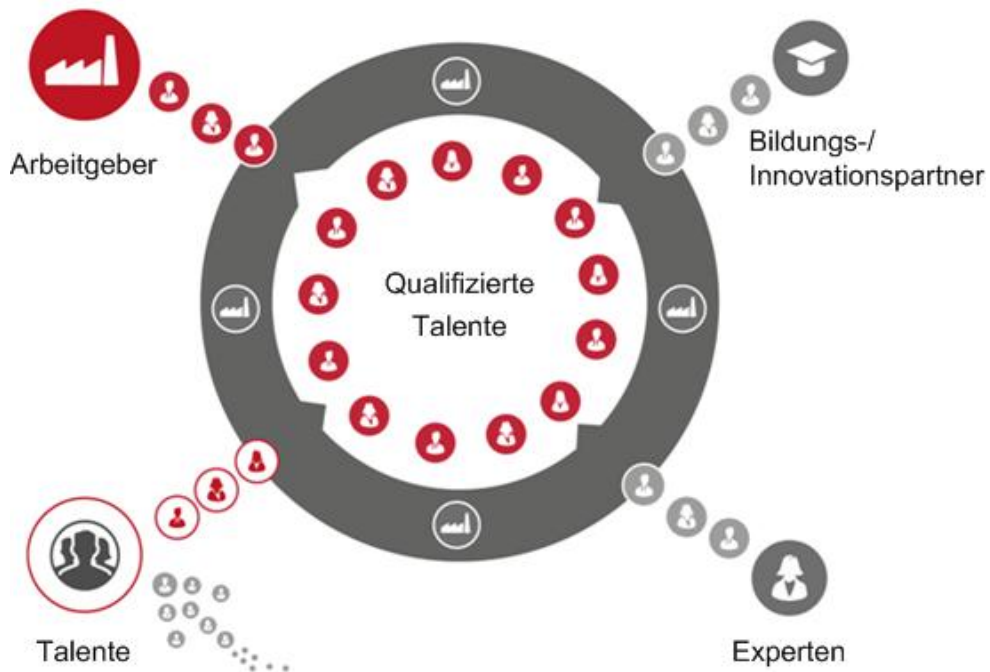 Arbeitgeber
Bildungs-/
Innovationspartner
Qualifizierte
Talente
Talente
Experten